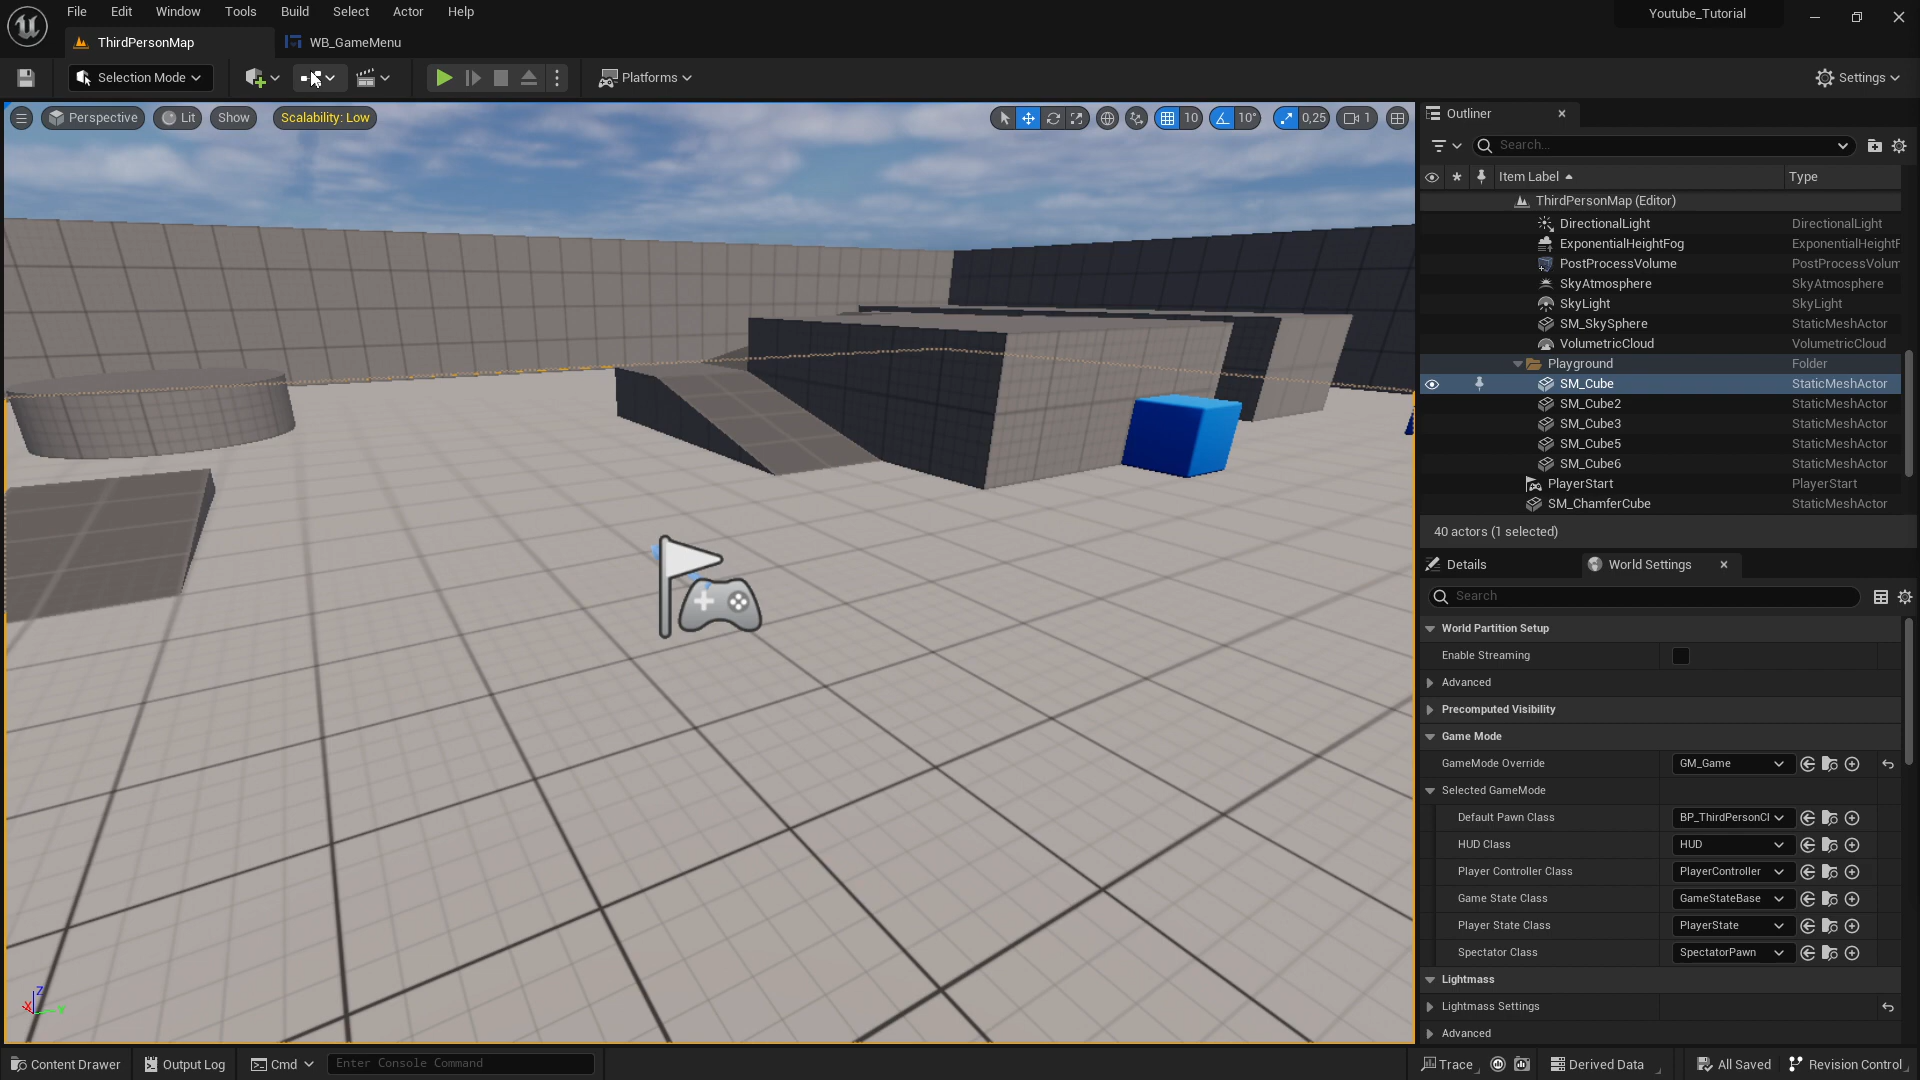 File Edit Window Tools Build Select Actor Help
Youtube_Tutorial
ThirdPersonMap WB_GameMenu
Selection Mode Platforms Settings
Perspective Lit Show Scalability: Low 10 10° 0,25 1
Outliner
Search...
Item Label Type
ThirdPersonMap (Editor)
DirectionalLight DirectionalLight
ExponentialHeightFog ExponentialHeightF
PostProcessVolume PostProcessVolum
SkyAtmosphere SkyAtmosphere
SkyLight SkyLight
SM_SkySphere StaticMeshActor
VolumetricCloud VolumetricCloud
Playground Folder
SM_Cube StaticMeshActor
SM_Cube2 StaticMeshActor
SM_Cube3 StaticMeshActor
SM_Cube5 StaticMeshActor
SM_Cube6 StaticMeshActor
PlayerStart PlayerStart
SM_ChamferCube StaticMeshActor
40 actors (1 selected)
Details World Settings
Search
World Partition Setup
Enable Streaming
Advanced
Precomputed Visibility
Game Mode
GameMode Override GM_Game
Selected GameMode
Default Pawn Class BP_ThirdPersonCl
HUD Class HUD
Player Controller Class PlayerController
Game State Class GameStateBase
Player State Class PlayerState
Spectator Class SpectatorPawn
Lightmass
Lightmass Settings
Advanced
Z
X Y
Content Drawer Output Log Cmd Enter Console Command Trace Derived Data All Saved Revision Control